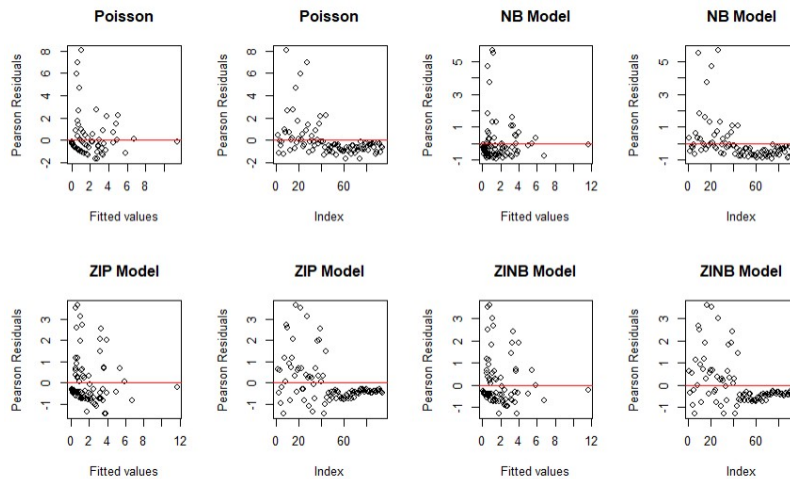 Poisson
Poisson
NB Model
NB Model
Pearson Residuals
-2 0 2 4 6 8
0 2 4 6 8
Fitted values
Pearson Residuals
-2 0 2 4 6 8
0 20 60
Index
Pearson Residuals
-1 1 3 5
0 2 4 6 8 12
Fitted values
Pearson Residuals
-1 1 3 5
0 20 60
Index
ZIP Model
ZIP Model
ZINB Model
ZINB Model
Pearson Residuals
-1 0 1 2 3
0 2 4 6 8 12
Fitted values
Pearson Residuals
-1 0 1 2 3
0 20 60
Index
Pearson Residuals
-1 0 1 2 3
0 2 4 6 8 12
Fitted values
Pearson Residuals
-1 0 1 2 3
0 20 60
Index